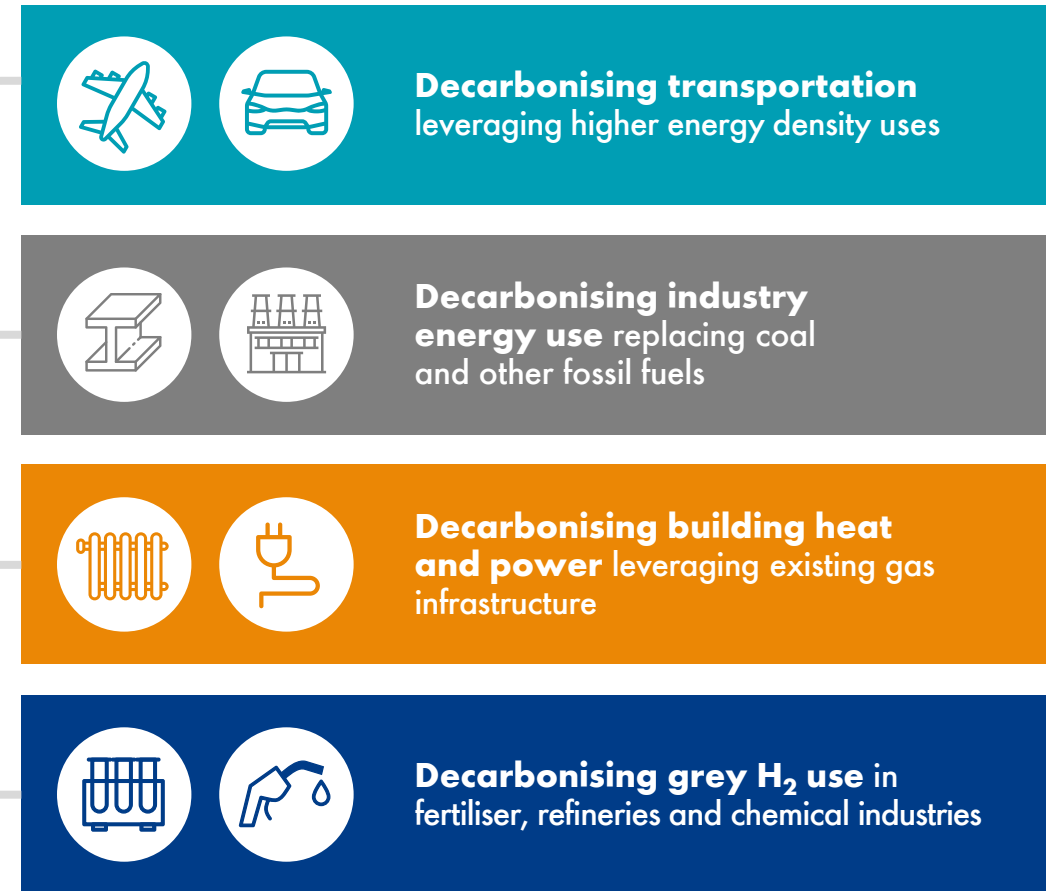 Decarbonising transportation
leveraging higher energy density uses
Decarbonising industry
energy use replacing coal
and other fossil fuels
Decarbonising building heat
and power leveraging existing gas
infrastructure
Decarbonising grey H₂ use in
fertiliser, refineries and chemical industries